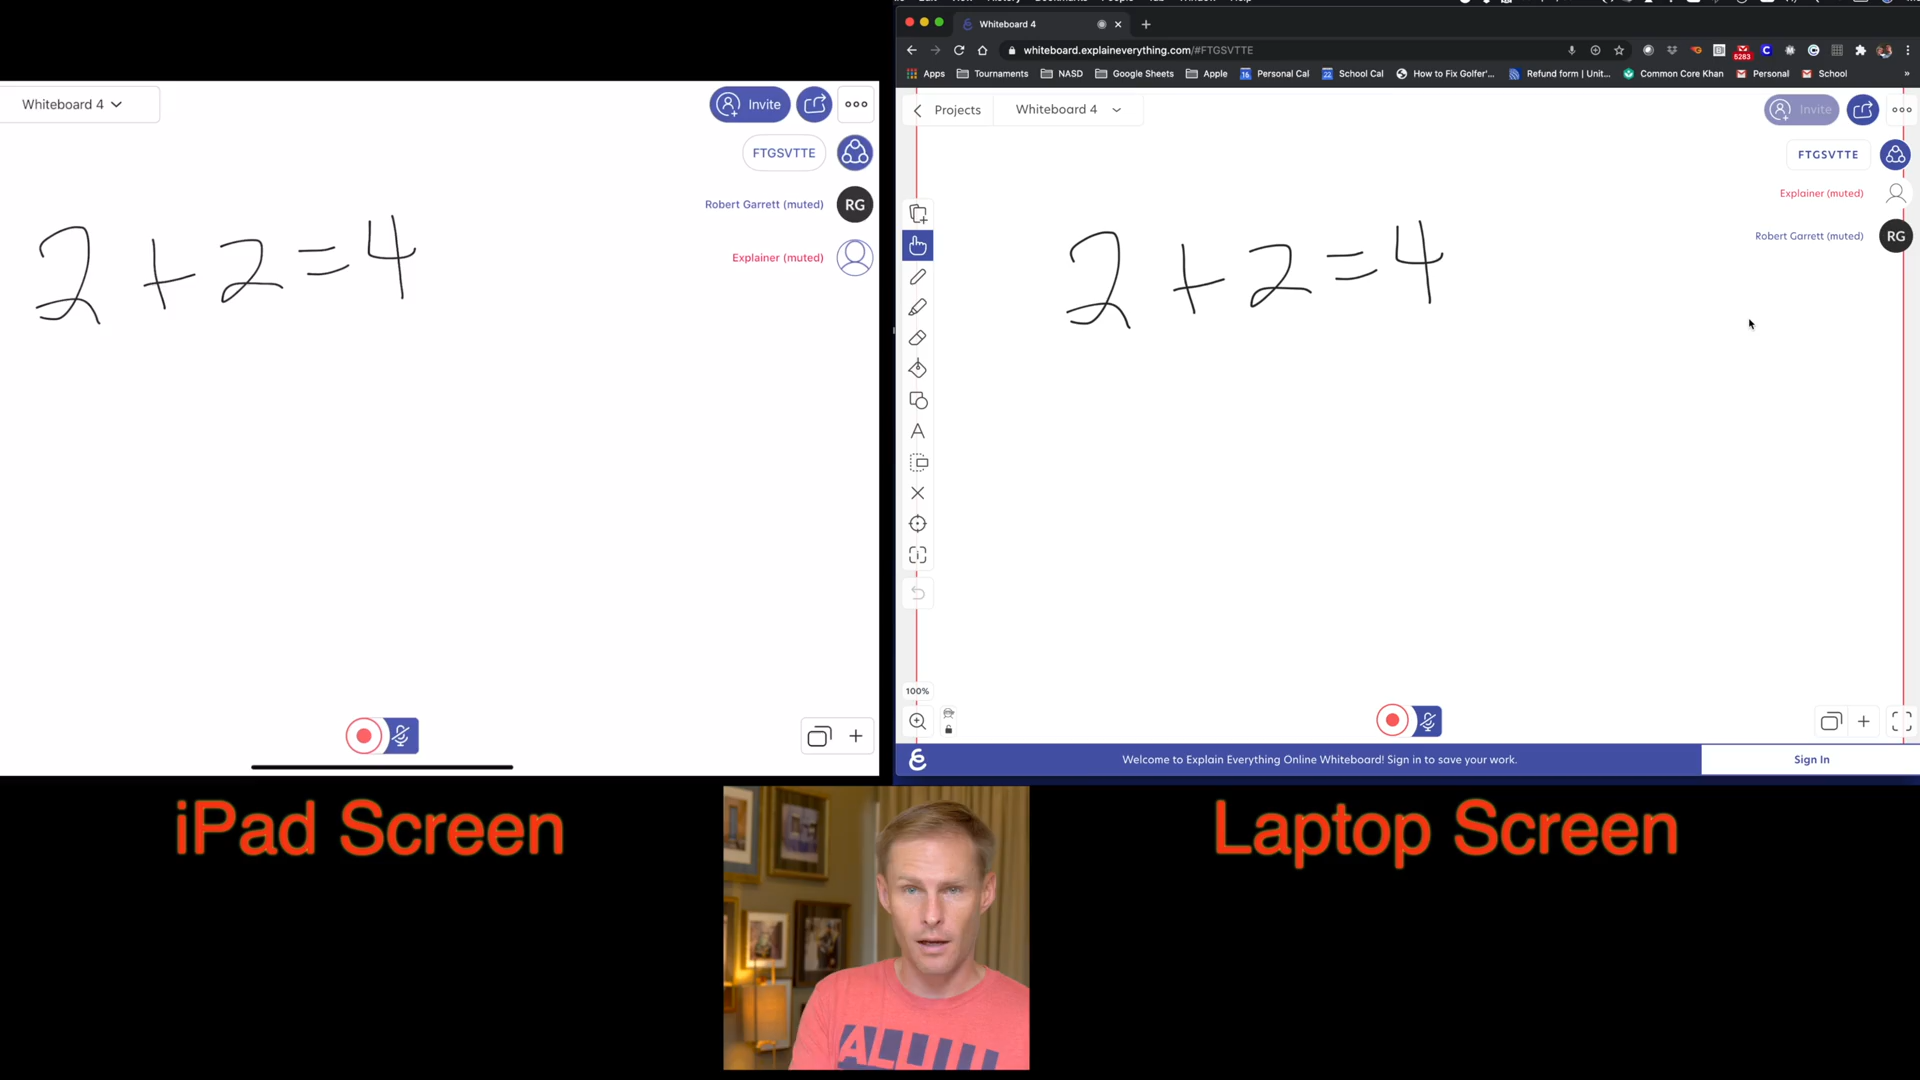 Whiteboard 4
Invite
FTGSVTTE
Robert Garrett (muted)
RG
Explainer (muted)
2 + 2 = 4
Whiteboard 4
whiteboard.explaineverything.com/#FTGSVTTE
5283
Apps
Tournaments
NASD
Google Sheets
Apple
16
Personal Cal
22
School Cal
How to Fix Golfer'...
Refund form | Unit...
Common Core Khan
Personal
School
»
Projects
Whiteboard 4
Invite
FTGSVTTE
Explainer (muted)
Robert Garrett (muted)
RG
2 + 2 = 4
A
100%
Welcome to Explain Everything Online Whiteboard! Sign in to save your work.
Sign In
iPad Screen
Laptop Screen